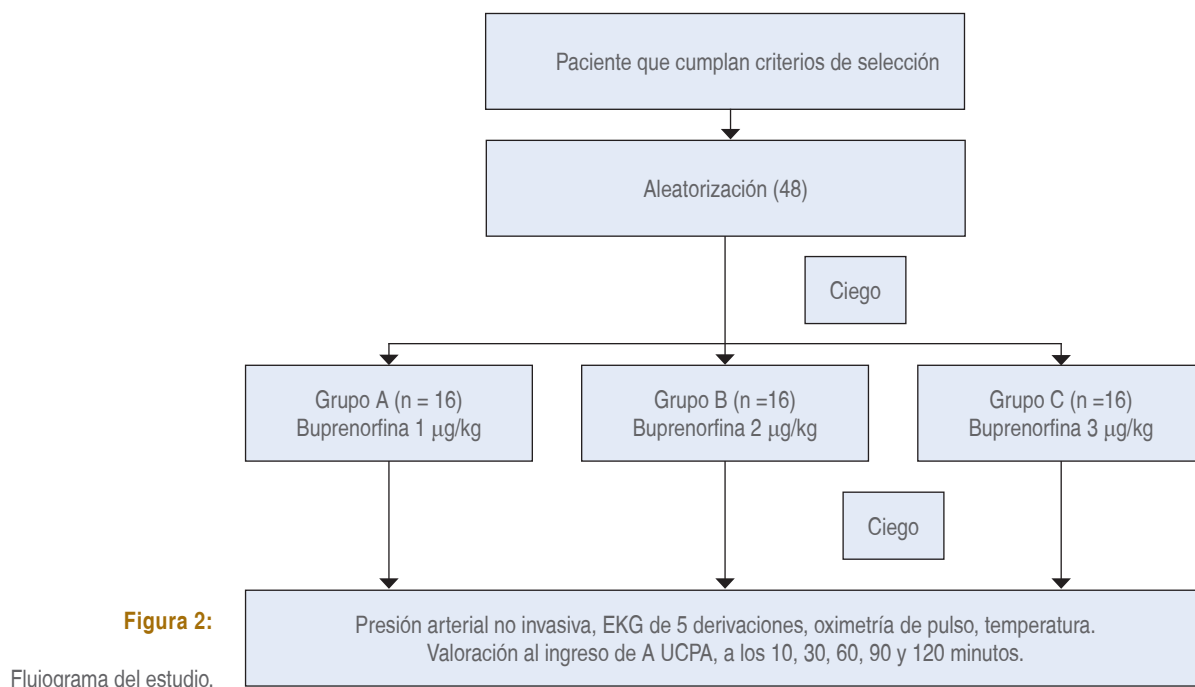 Paciente que cumplan criterios de selección
Aleatorización (48)
Ciego
Grupo A (n = 16)
Buprenorfina 1 μg/kg
Grupo B (n =16)
Buprenorfina 2 μg/kg
Grupo C (n =16)
Buprenorfina 3 μg/kg
Ciego
Presión arterial no invasiva, EKG de 5 derivaciones, oximetría de pulso, temperatura.
Valoración al ingreso de A UCPA, a los 10, 30, 60, 90 y 120 minutos.
Figura 2:
Flujograma del estudio.